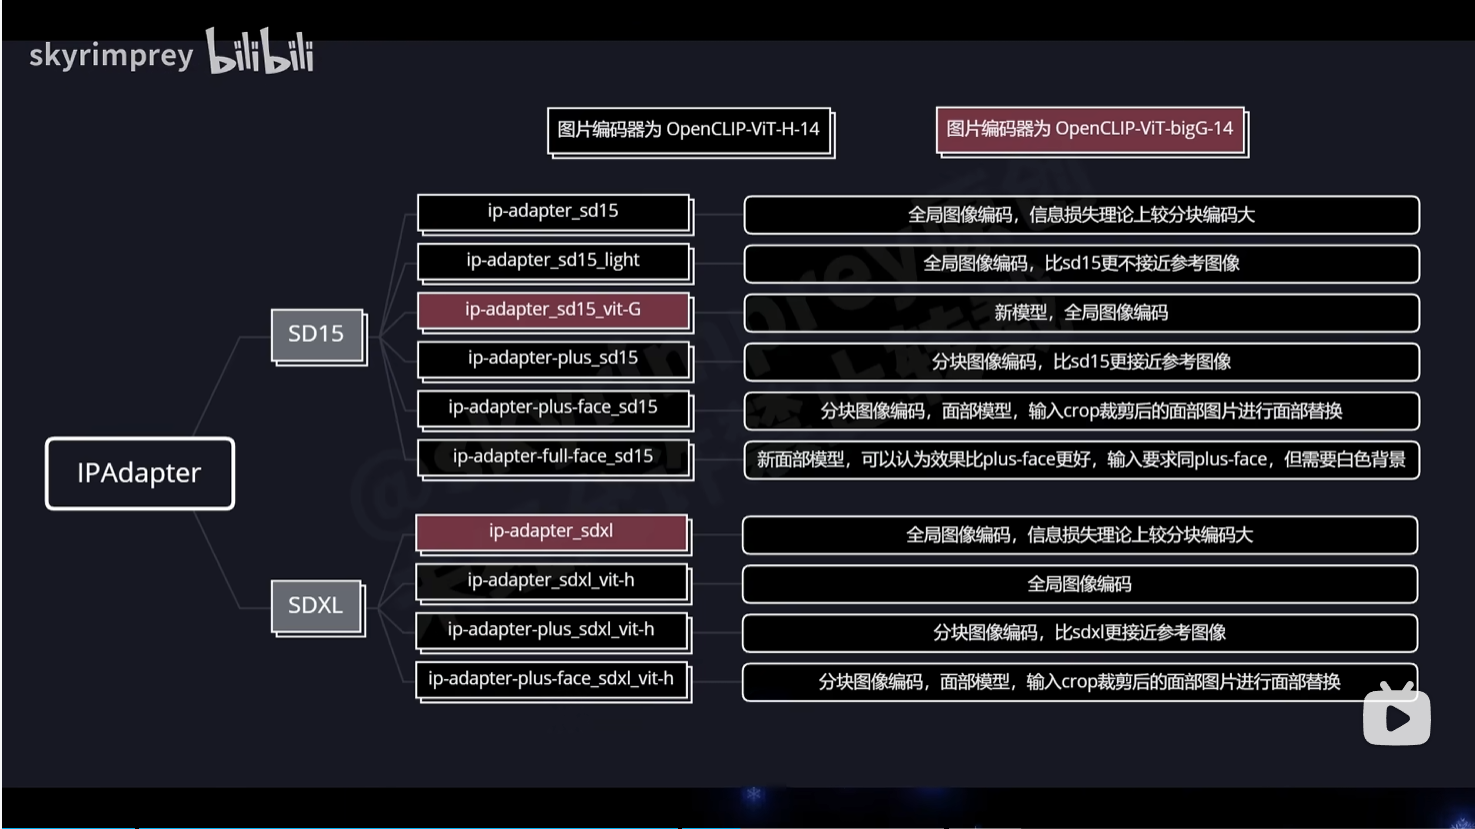 skyrimprey bilibili
图片编码器为 OpenCLIP-ViT-H-14
图片编码器为 OpenCLIP-ViT-bigG-14
ip-adapter_sd15
全局图像编码，信息损失理论上较分块编码大
ip-adapter_sd15_light
全局图像编码，比sd15更不接近参考图像
ip-adapter_sd15_vit-G
新模型，全局图像编码
SD15
ip-adapter-plus_sd15
分块图像编码，比sd15更接近参考图像
ip-adapter-plus-face_sd15
分块图像编码，面部模型，输入crop裁剪后的面部图片进行面部替换
ip-adapter-full-face_sd15
新面部模型，可以认为效果比plus-face更好，输入要求同plus-face，但需要白色背景
IPAdapter
ip-adapter_sdxl
全局图像编码，信息损失理论上较分块编码大
ip-adapter_sdxl_vit-h
全局图像编码
SDXL
ip-adapter-plus_sdxl_vit-h
分块图像编码，比sdxl更接近参考图像
ip-adapter-plus-face_sdxl_vit-h
分块图像编码，面部模型，输入crop裁剪后的面部图片进行面部替换